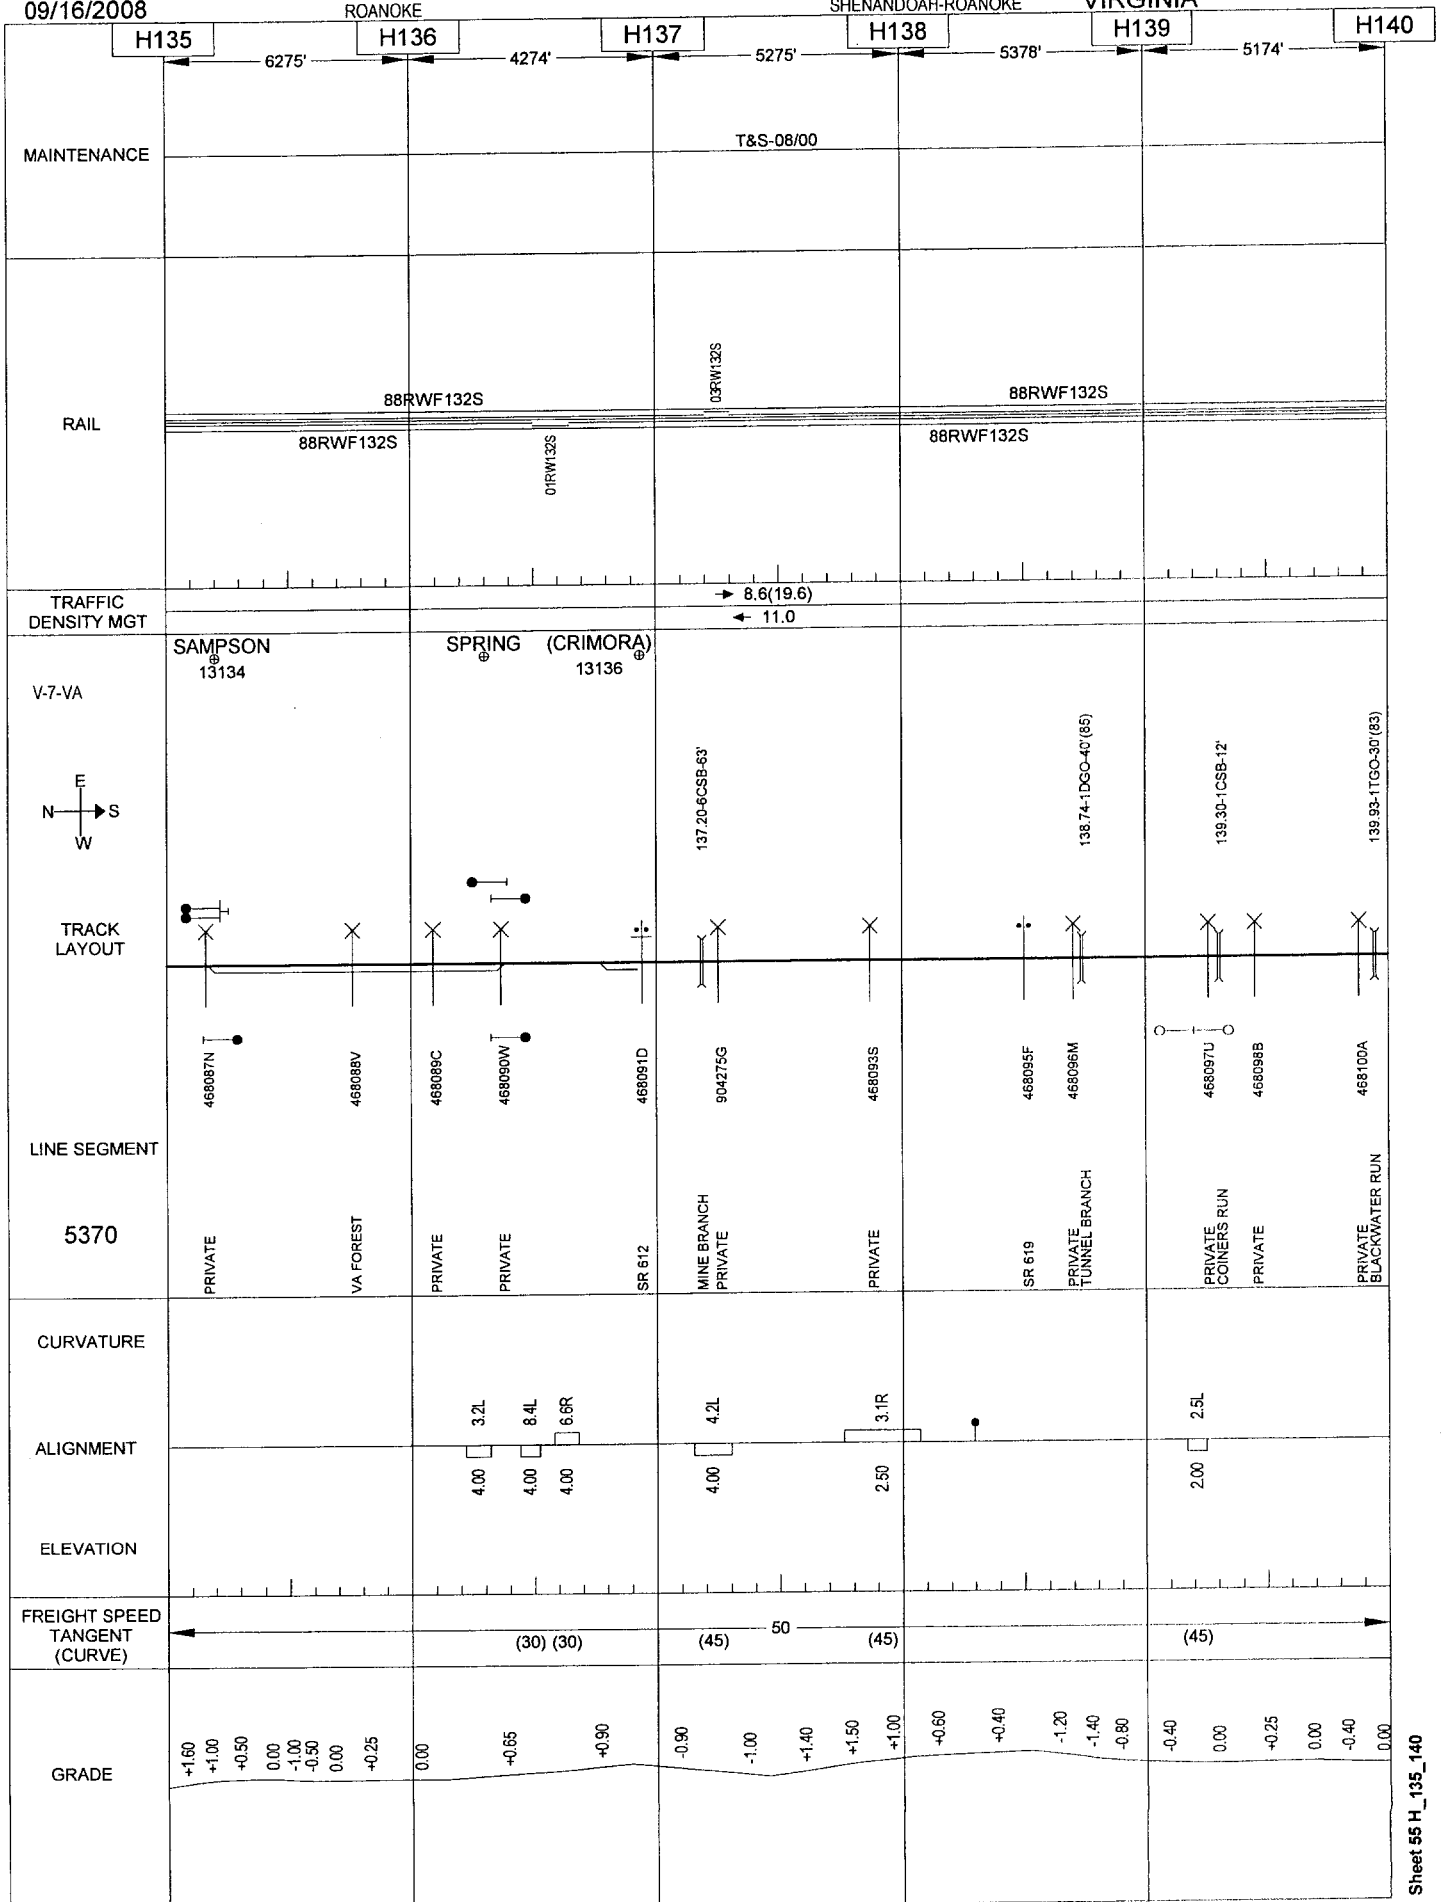 09/16/2008 ROANOKE SHENANDOAH-ROANOKE VIRGINIA
H135 H136 H137 H138 H139 H140
6275' 4274' 5275' 5378' 5174'
MAINTENANCE
T&S-08/00
RAIL
88RWF132S
88RWF132S
01RW132S
03RW132S
88RWF132S
88RWF132S
TRAFFIC
DENSITY MGT
8.6(19.6)
11.0
SAMPSON
13134
SPRING
(CRIMORA)
13136
V-7-VA
E
N S
W
137.20-6CSB-63'
138.74-1DGO-40'(85)
139.30-1CSB-12'
139.93-1TGO-30'(83)
TRACK
LAYOUT
468087N
468088V
468089C
468090W
468091D
904275G
468093S
468095F
468096M
468097U
468098B
468100A
LINE SEGMENT
5370
PRIVATE
VA FOREST
PRIVATE
PRIVATE
SR 612
MINE BRANCH
PRIVATE
PRIVATE
SR 619
PRIVATE
TUNNEL BRANCH
PRIVATE
COINERS RUN
PRIVATE
PRIVATE
BLACKWATER RUN
CURVATURE
3.2L
8.4L
6.6R
4.2L
3.1R
2.5L
ALIGNMENT
4.00
4.00
4.00
4.00
2.50
2.00
ELEVATION
FREIGHT SPEED
TANGENT
(CURVE)
50
(30) (30) (45) (45) (45)
GRADE
+1.60
+1.00
+0.50
0.00
-1.00
-0.50
0.00
+0.25
0.00
+0.65
+0.90
-0.90
-1.00
+1.40
+1.50
+1.00
+0.60
+0.40
-1.20
-1.40
-0.80
-0.40
0.00
+0.25
0.00
-0.40
0.00
Sheet 55 H_135_140